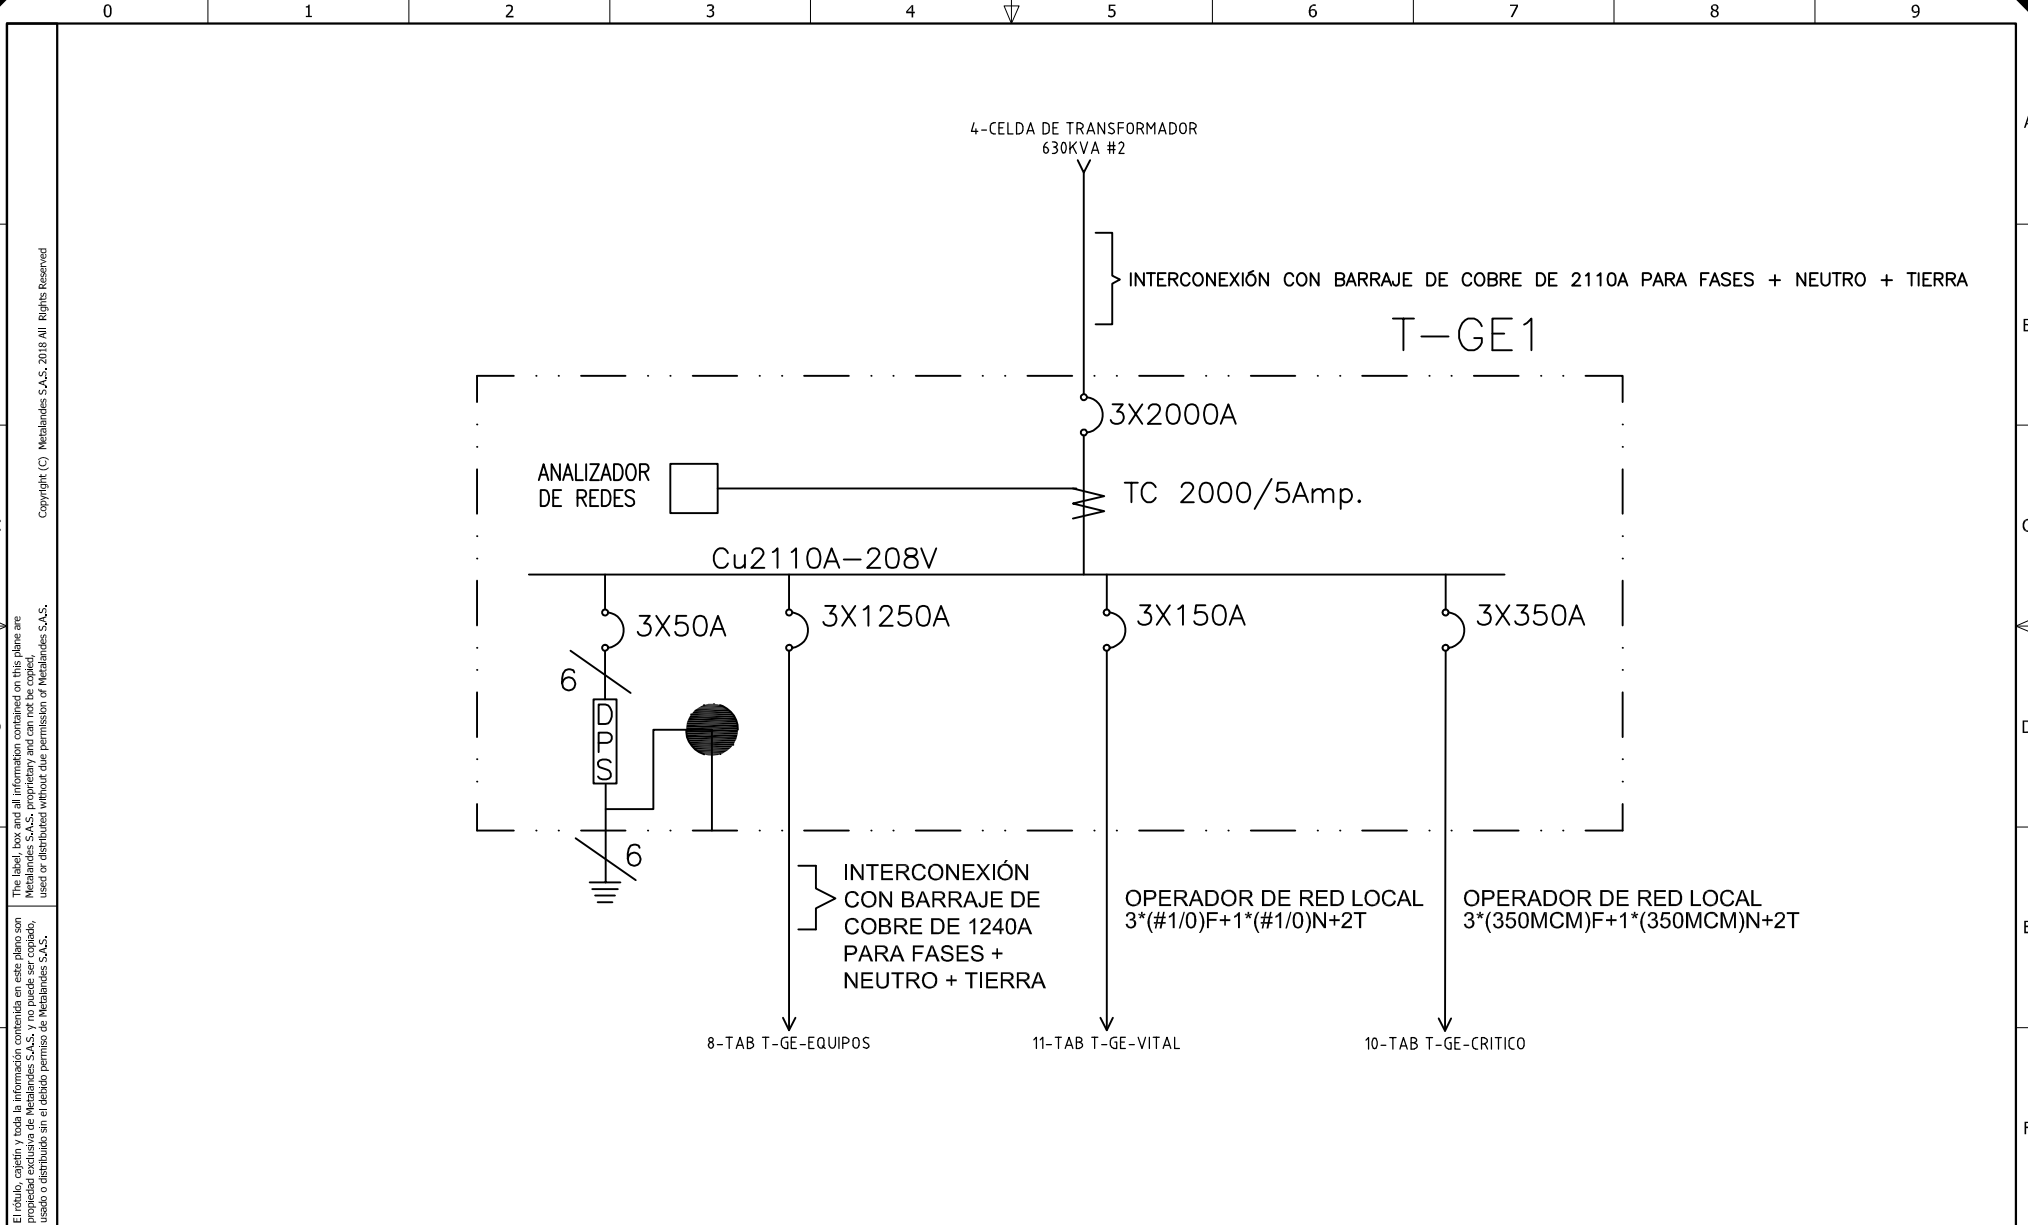 0 1 2 3 4 5 6 7 8 9
4-CELDA DE TRANSFORMADOR
630KVA #2
INTERCONEXIÓN CON BARRAJE DE COBRE DE 2110A PARA FASES + NEUTRO + TIERRA
T-GE1
3X2000A
ANALIZADOR
DE REDES
TC 2000/5Amp.
Cu2110A-208V
3X50A
3X1250A
3X150A
3X350A
6
D
P
S
6
INTERCONEXIÓN
CON BARRAJE DE
COBRE DE 1240A
PARA FASES +
NEUTRO + TIERRA
OPERADOR DE RED LOCAL
3*(#1/0)F+1*(#1/0)N+2T
OPERADOR DE RED LOCAL
3*(350MCM)F+1*(350MCM)N+2T
8-TAB T-GE-EQUIPOS
11-TAB T-GE-VITAL
10-TAB T-GE-CRITICO
Copyright (C) Metalandes S.A.S. 2018 All Rights Reserved
The label, box and all information contained on this plane are
Metalandes S.A.S. proprietary and can not be copied,
used or distributed without due permission of Metalandes S.A.S.
El rótulo, cajetín y toda la información contenida en este plano son
propiedad exclusiva de Metalandes S.A.S. y no puede ser copiado,
usado o distribuido sin el debido permiso de Metalandes S.A.S.